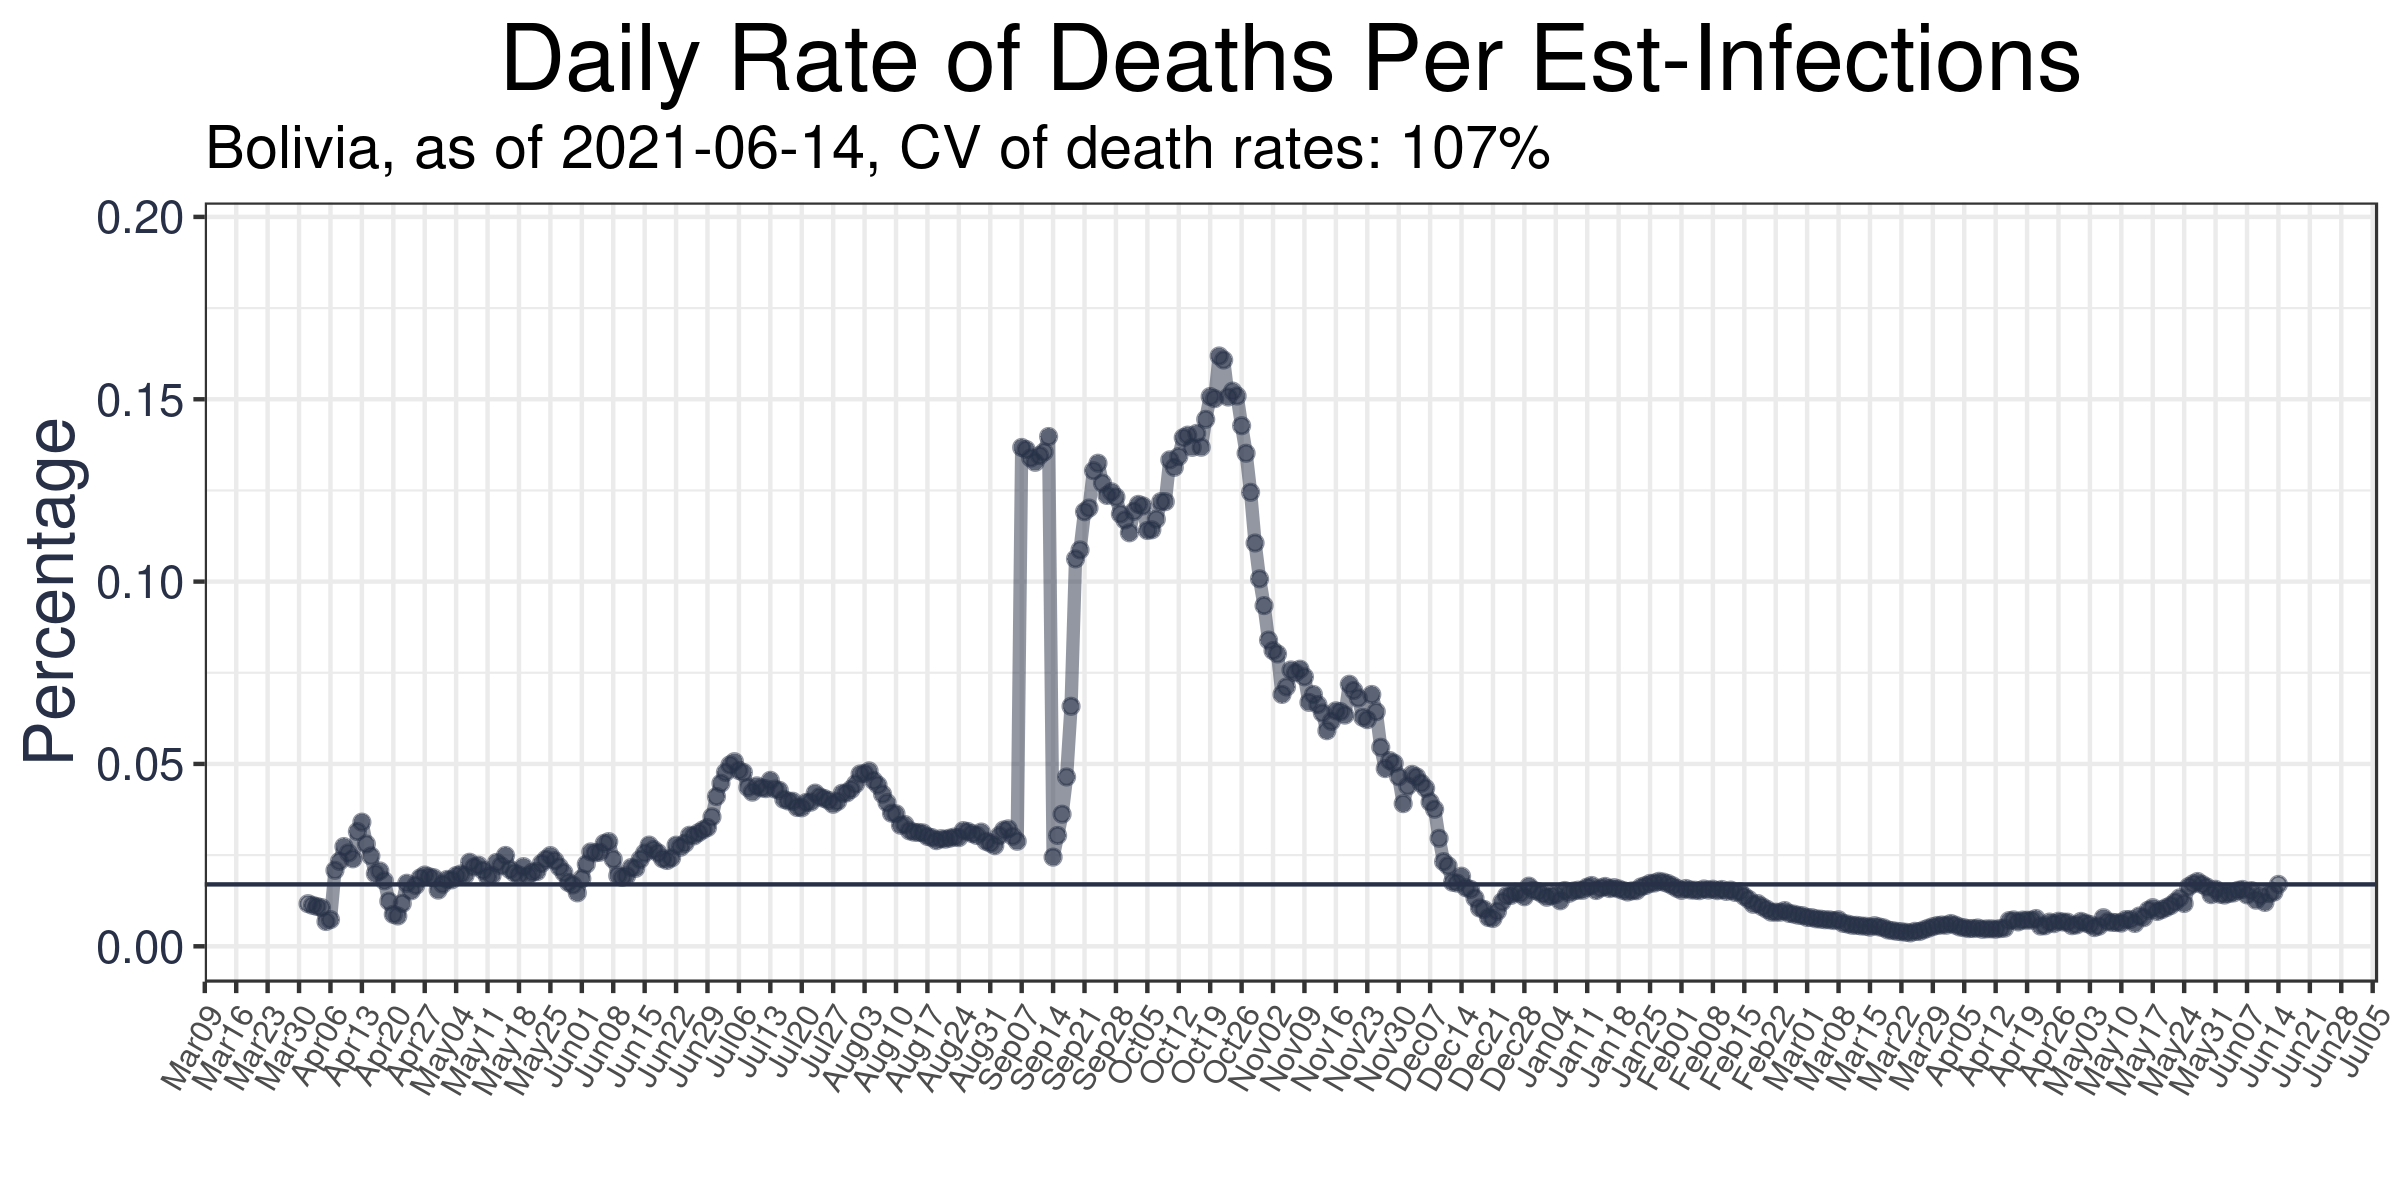 Daily Rate of Deaths Per Est-Infections
Bolivia, as of 2021-06-14, CV of death rates: 107%
Percentage
0.20
0.15
0.10
0.05
0.00
Mar09
Mar16
Mar23
Mar30
Apr06
Apr13
Apr20
Apr27
May04
May11
May18
May25
Jun01
Jun08
Jun15
Jun22
Jun29
Jul06
Jul13
Jul20
Jul27
Aug03
Aug10
Aug17
Aug24
Aug31
Sep07
Sep14
Sep21
Sep28
Oct05
Oct12
Oct19
Oct26
Nov02
Nov09
Nov16
Nov23
Nov30
Dec07
Dec14
Dec21
Dec28
Jan04
Jan11
Jan18
Jan25
Feb01
Feb08
Feb15
Feb22
Mar01
Mar08
Mar15
Mar22
Mar29
Apr05
Apr12
Apr19
Apr26
May03
May10
May17
May24
May31
Jun07
Jun14
Jun21
Jun28
Jul05